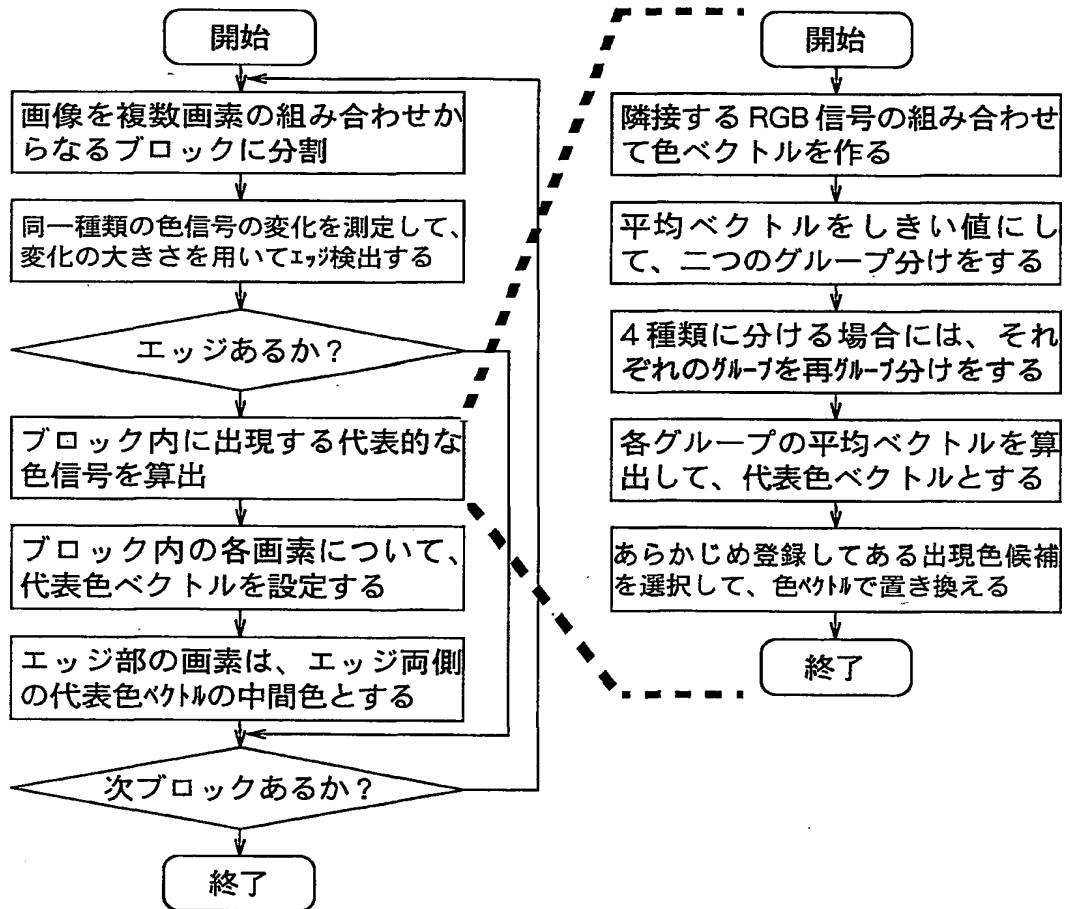 開始
画像を複数画素の組み合わせか
らなるブロックに分割
同一種類の色信号の変化を測定して、
変化の大きさを用いてｴｯｼﾞ検出する
エッジあるか？
ブロック内に出現する代表的な
色信号を算出
ブロック内の各画素について、
代表色ベクトルを設定する
エッジ部の画素は、エッジ両側
の代表色ﾍﾞｸﾄﾙの中間色とする
次ブロックあるか？
終了
開始
隣接する RGB 信号の組み合わせ
て色ベクトルを作る
平均ベクトルをしきい値にし
て、二つのグループ分けをする
４種類に分ける場合には、それ
ぞれのｸﾞﾙｰﾌﾟを再ｸﾞﾙｰﾌﾟ分けをする
各グループの平均ベクトルを算
出して、代表色ベクトルとする
あらかじめ登録してある出現色候補
を選択して、色ﾍﾞｸﾄﾙで置き換える
終了